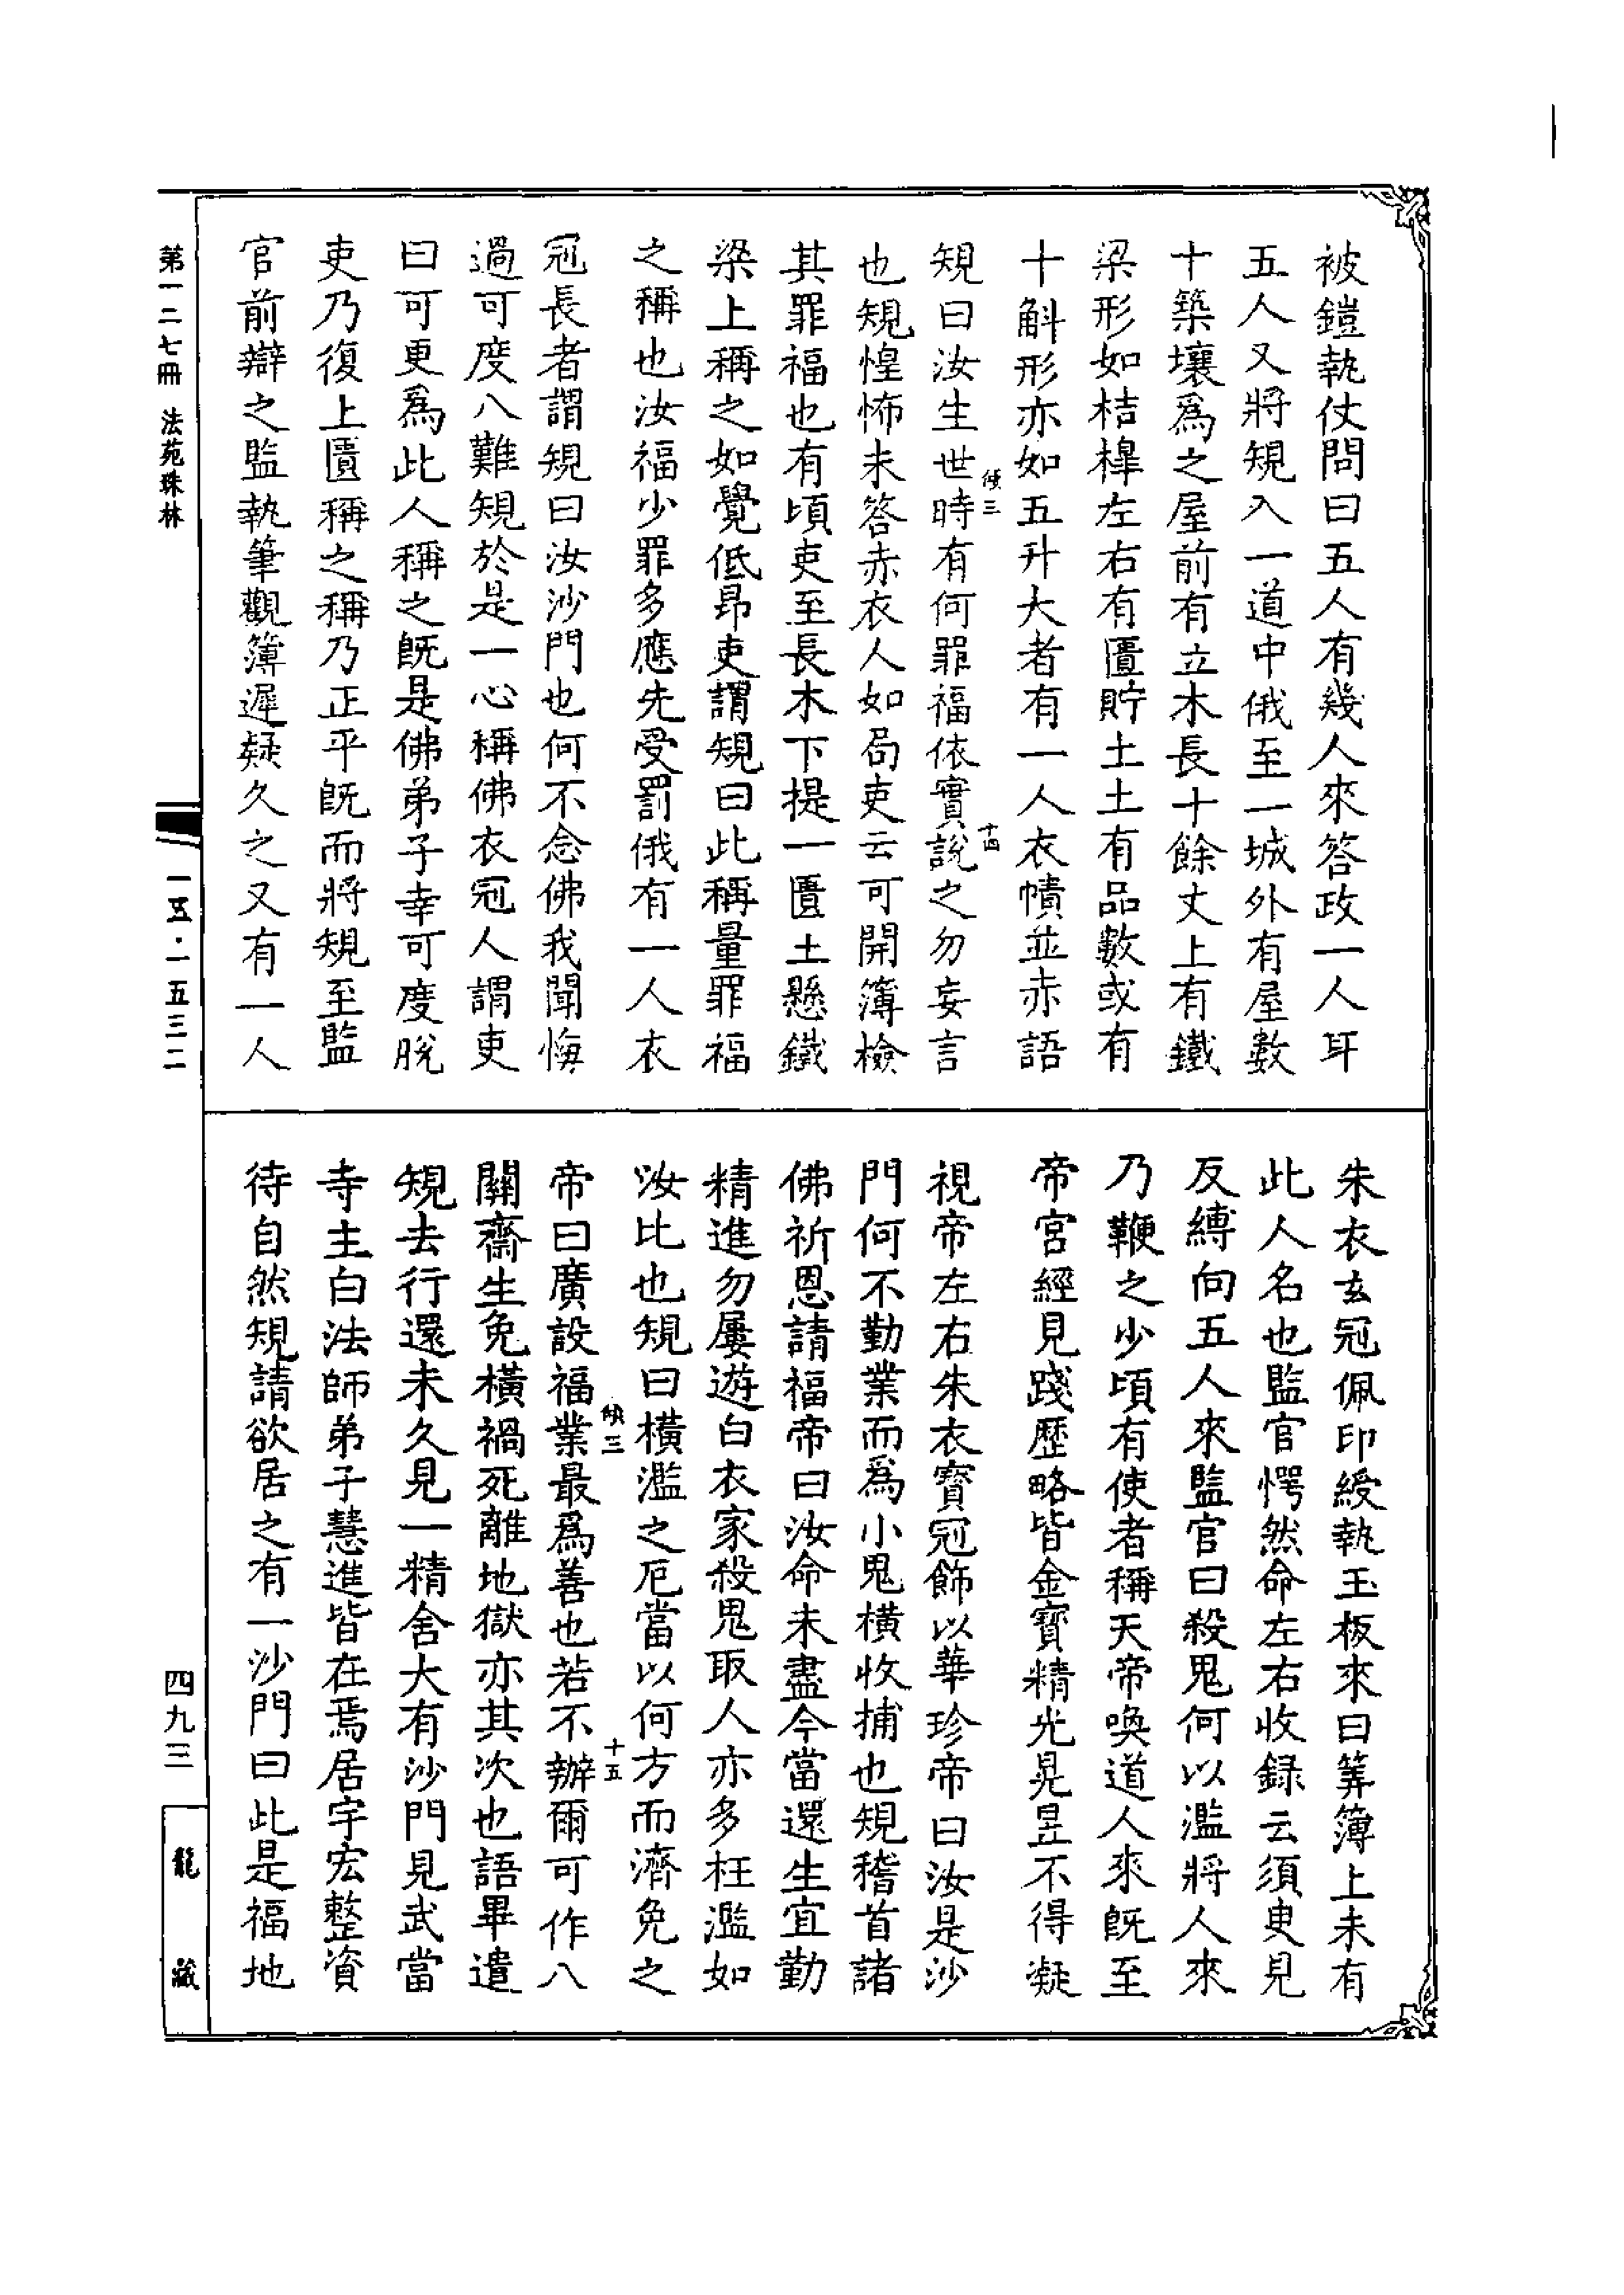 被鎧執仗問曰五人有幾人來答政一人耳
五人又將規入一道中俄至一城外有屋數
十築壤爲之屋前有立木長十餘丈上有鐵
梁形如桔槔左右有匱貯土土有品數或有
十斛形亦如五升大者有一人衣幘並赤語
規曰汝生世時有何罪福依實說之勿妄言
也規惶怖未答赤衣人如局吏云可開簿檢
其罪福也有頃吏至長木下提一匱土懸鐵
梁上稱之如覺低昂吏謂規曰此稱量罪福
之稱也汝福少罪多應先受罰俄有一人衣
冠長者謂規曰汝沙門也何不念佛我聞悔
過可度八難規於是一心稱佛衣冠人謂吏
曰可更爲此人稱之旣是佛弟子幸可度脫
吏乃復上匱稱之稱乃正平旣而將規至監
官前辯之監執筆觀簿遲疑久之又有一人
朱衣玄冠佩印綬執玉板來曰筭簿上未有
此人名也監官愕然命左右收錄云須臾見
反縛向五人來監官曰殺鬼何以濫將人來
乃鞭之少頃有使者稱天帝喚道人來旣至
帝宮經見踐歷略皆金寶精光晃昱不得凝
視帝左右朱衣寶冠飾以華珍帝曰汝是沙
門何不勤業而爲小鬼橫收捕也規稽首諸
佛祈恩請福帝曰汝命未盡今當還生宜勤
精進勿屢遊白衣家殺鬼取人亦多枉濫如
汝比也規曰橫濫之厄當以何方而濟免之
帝曰廣設福業最爲善也若不辦爾可作八
關齋生免橫禍死離地獄亦其次也語畢遣
規去行還未久見一精舍大有沙門見武當
寺主白法師弟子慧進皆在焉居宇宏整資
待自然規請欲居之有一沙門曰此是福地
傾三
十四
傾三
十五
第一二七冊 法苑珠林
一五·一五三二
四九三
龍藏